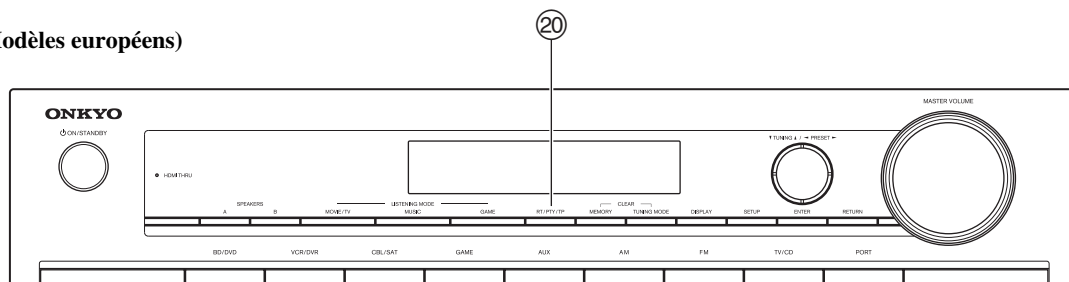 ⑳
odèles européens)
ONKYO
MASTER VOLUME
⏻ ON/STANDBY
▼ TUNING ▲ / ⊸ PRESET ⊷
HDMI THRU
SPEAKERS
LISTENING MODE
CLEAR
A B MOVIE/TV MUSIC GAME RT/PTY/TP MEMORY TUNING MODE DISPLAY SETUP ENTER RETURN
BD/DVD VCR/DVR CBL/SAT GAME AUX AM FM TV/CD PORT